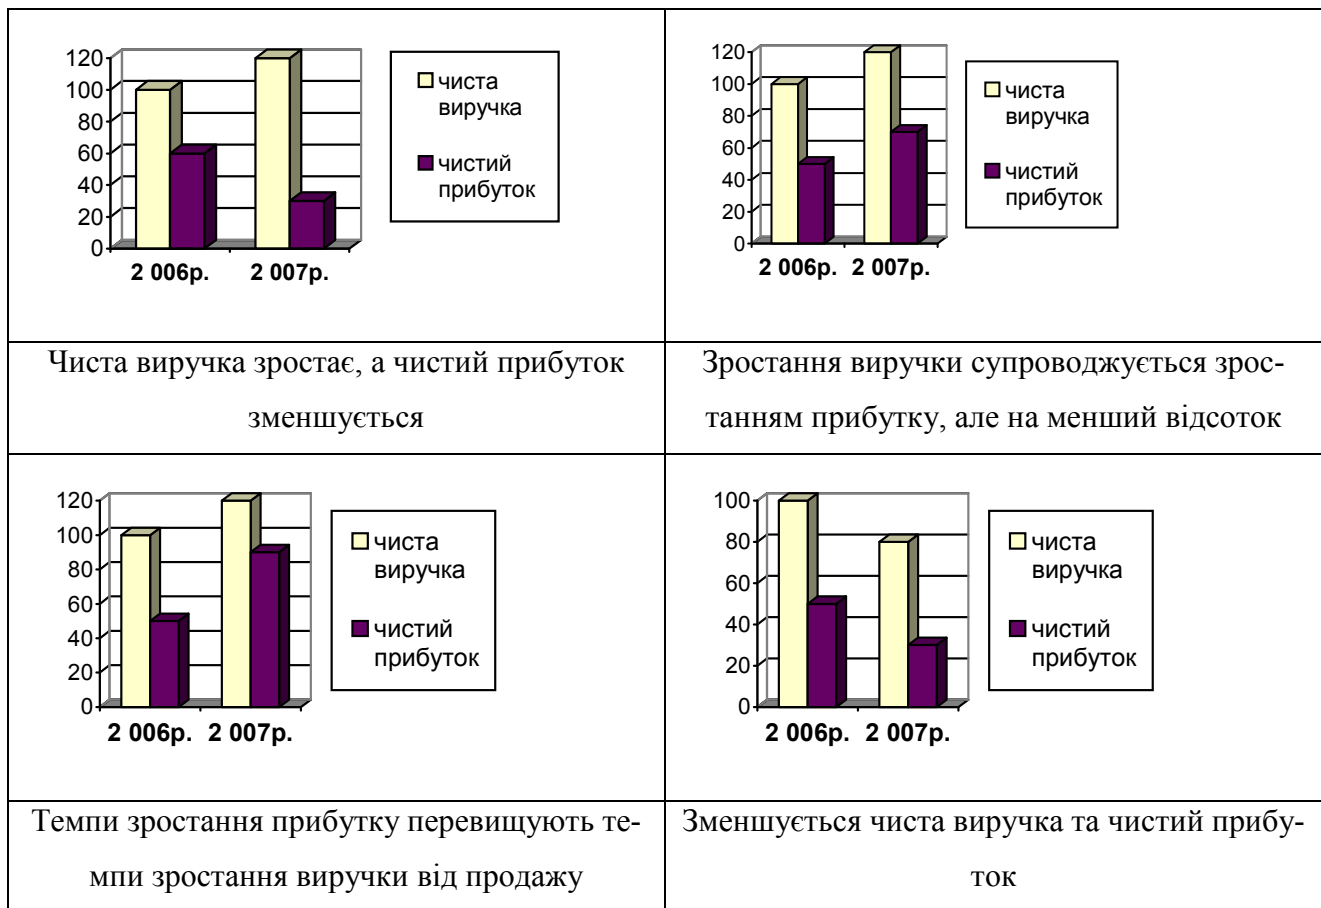 120
100
80
60
40
20
0
2 006р. 2 007р.
чиста
виручка
чистий
прибуток
120
100
80
60
40
20
0
2 006р. 2 007р.
чиста
виручка
чистий
прибуток
Чиста виручка зростає, а чистий прибуток
зменшується
Зростання виручки супроводжується зрос-
танням прибутку, але на менший відсоток
120
100
80
60
40
20
0
2 006р. 2 007р.
чиста
виручка
чистий
прибуток
100
80
60
40
20
0
2 006р. 2 007р.
чиста
виручка
чистий
прибуток
Темпи зростання прибутку перевищують те-
мпи зростання виручки від продажу
Зменшується чиста виручка та чистий прибу-
ток